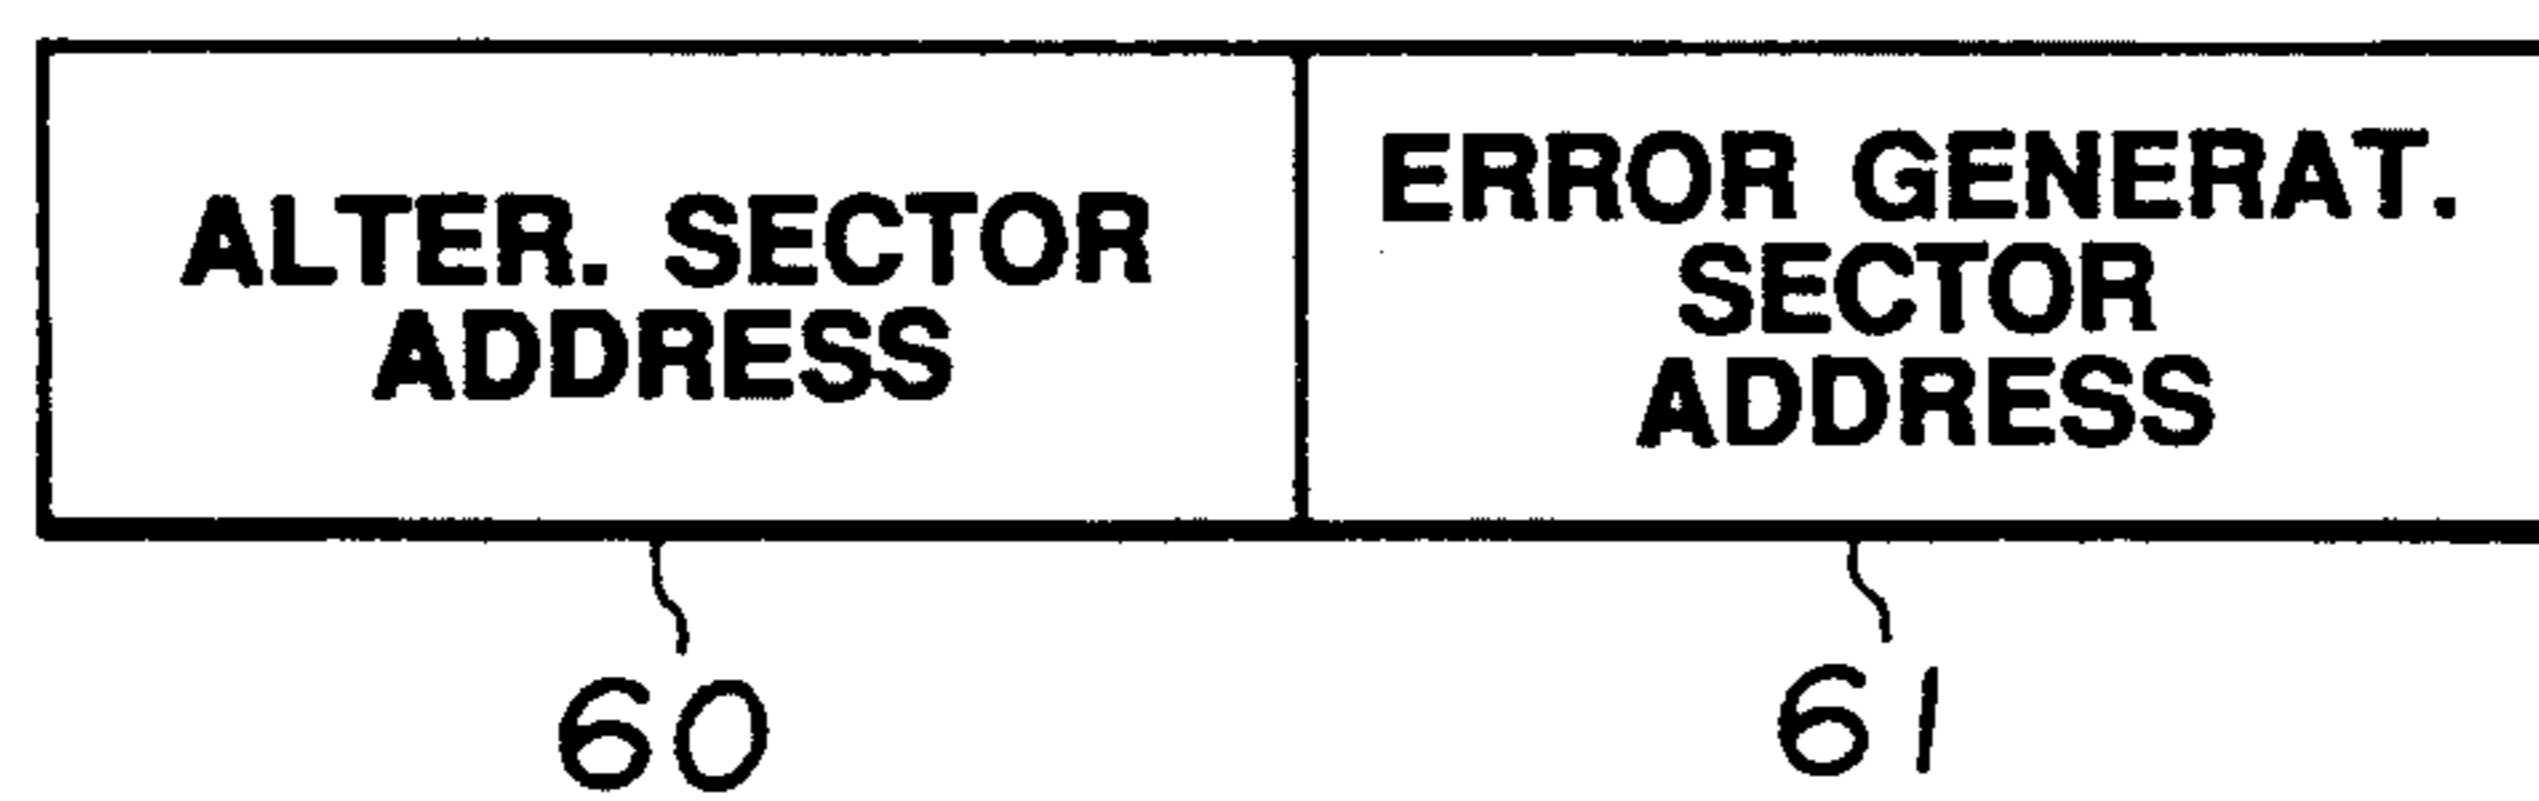 ALTER. SECTOR
ADDRESS
ERROR GENERAT.
SECTOR
ADDRESS
60
61